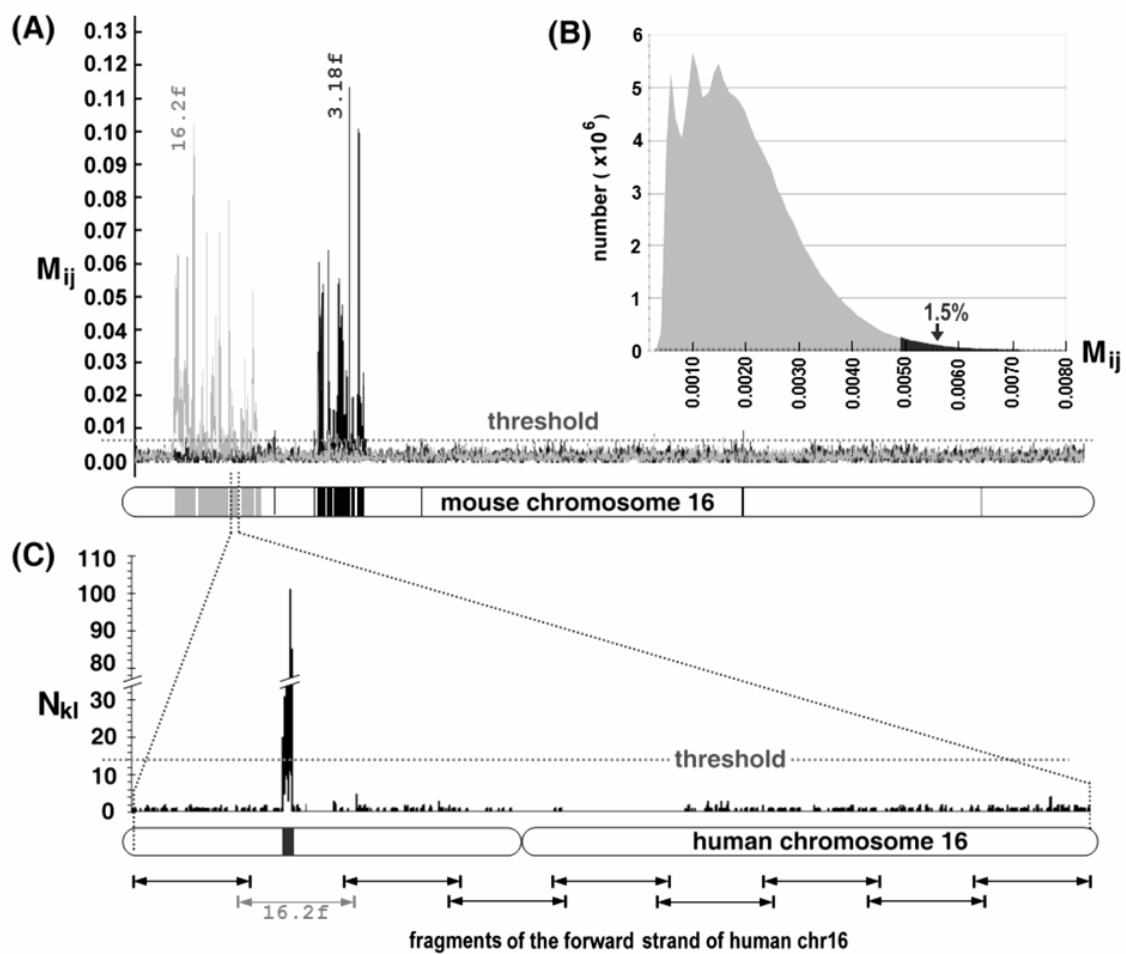 (A)
0.13
0.12
0.11
0.10
0.09
0.08
0.07
0.06
0.05
0.04
0.03
0.02
0.01
0.00
Mij
16.2f
3.18f
threshold
mouse chromosome 16
(B)
6
5
4
3
2
1
0
number ( x10^6)
1.5%
0.0010
0.0020
0.0030
0.0040
0.0050
0.0060
0.0070
0.0080
Mij
(C)
110
100
90
80
30
20
10
0
Nkl
threshold
human chromosome 16
16.2f
fragments of the forward strand of human chr16